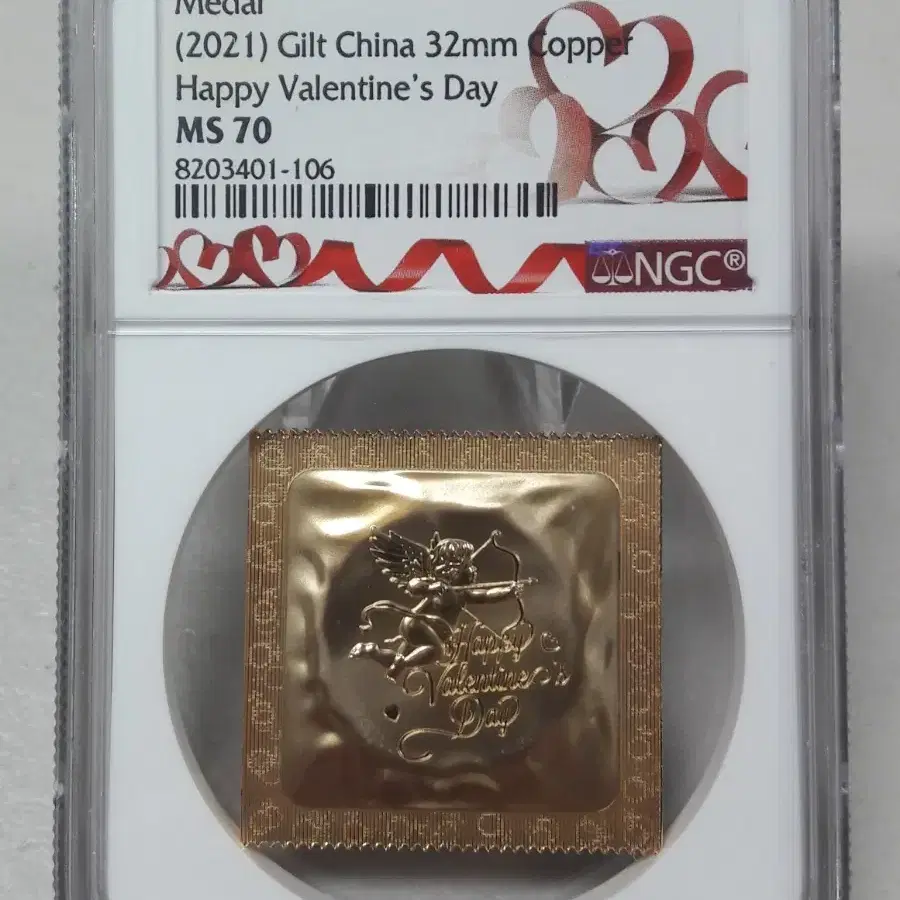 Medal
(2021) Gilt China 32mm Copper
Happy Valentine's Day
MS 70
8203401-106
NGC®
Happy
Valentine's
Day